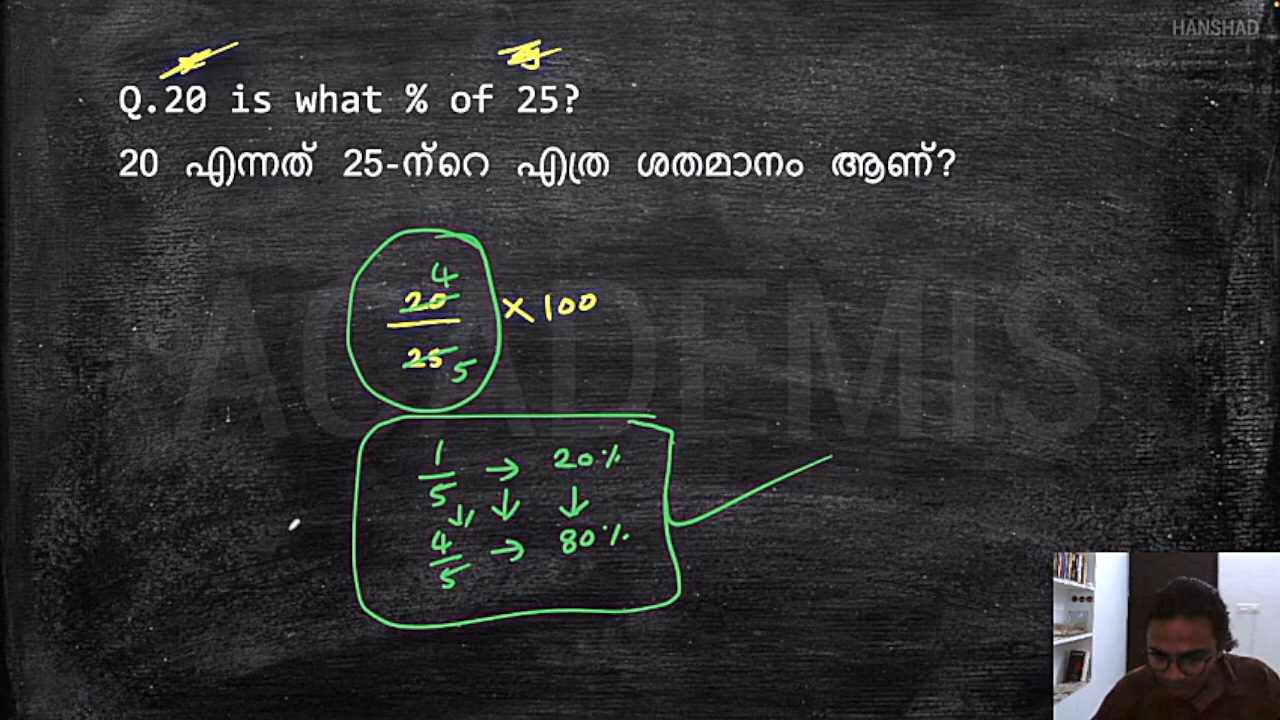 HANSHAD
x y
Q.20 is what % of 25?
20 എന്നത് 25-ന്റെ എത്ര ശതമാനം ആണ്?
ACADEMIS
4
20
× 100
25 5
1/5 → 20%
↓ ↓ ↓
4/5 → 80%